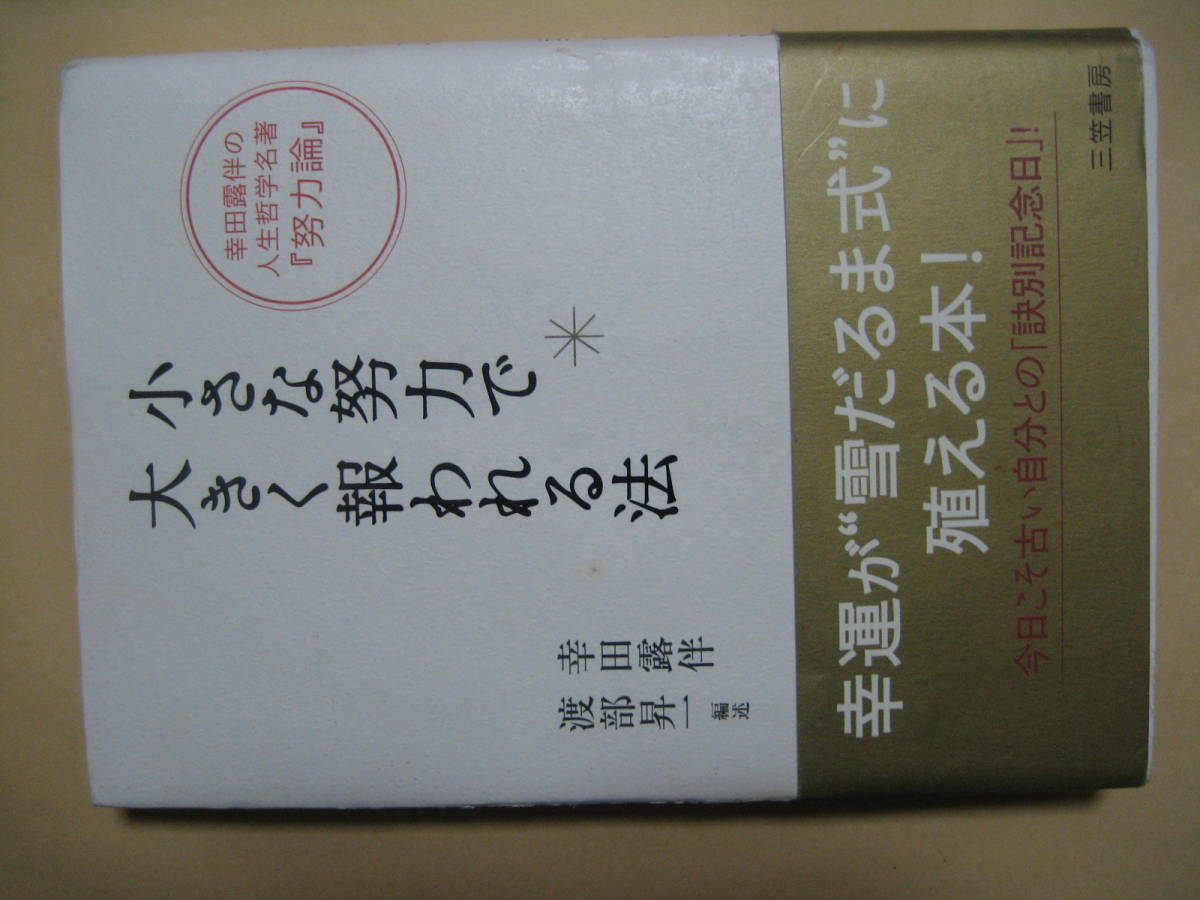 幸田露伴の
人生哲学名著
『努力論』
小さな努力で
大きく報われる法
幸田露伴
渡部昇一
編述
幸運が“雪だるま式”に
殖える本!
今日こそ古い自分との「訣別記念日」!
三笠書房